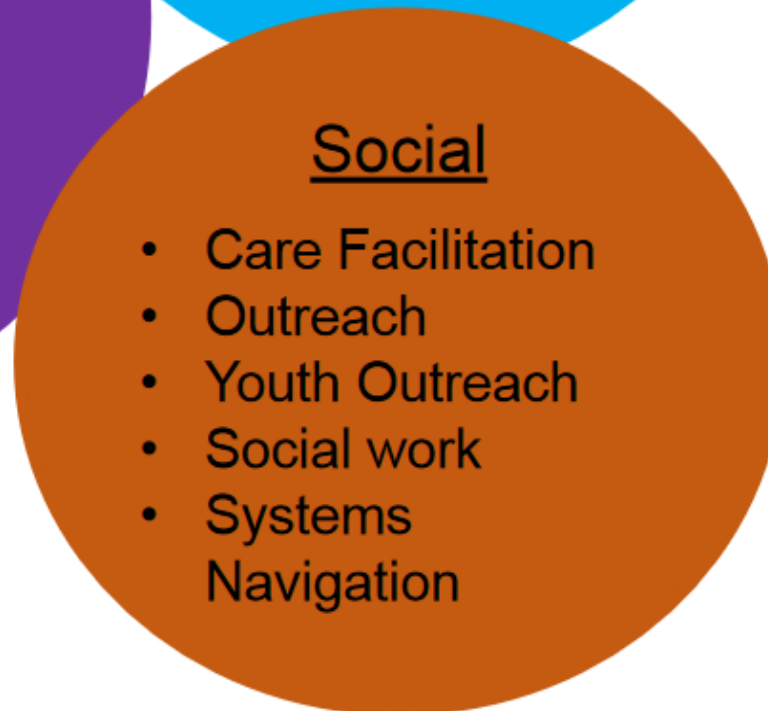 Social
• Care Facilitation
• Outreach
• Youth Outreach
• Social work
• Systems
Navigation